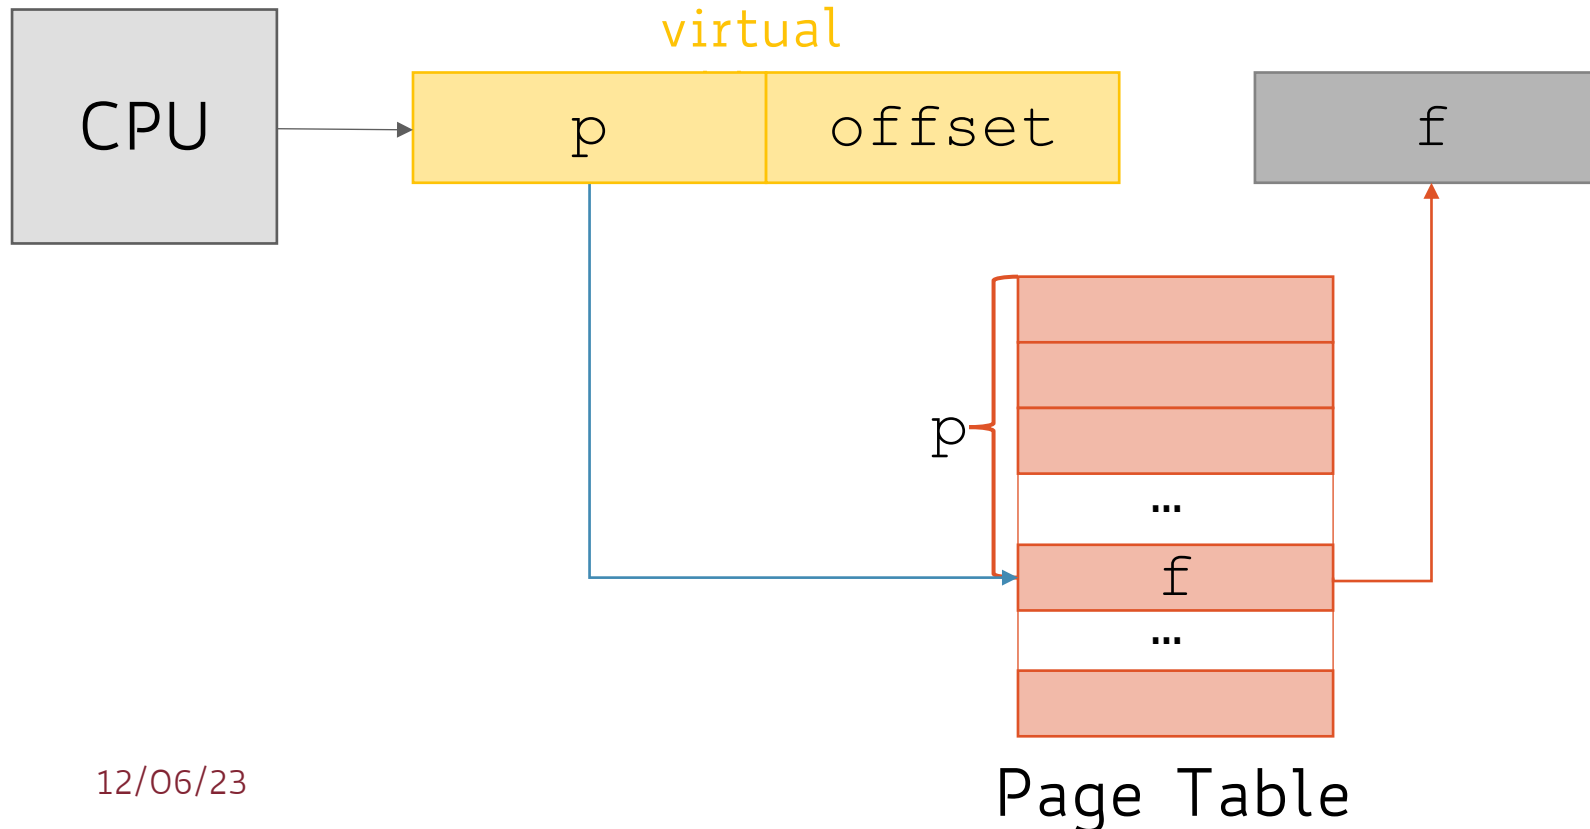 virtual
CPU
p
offset
f
p
...
f
...
12/06/23
Page Table